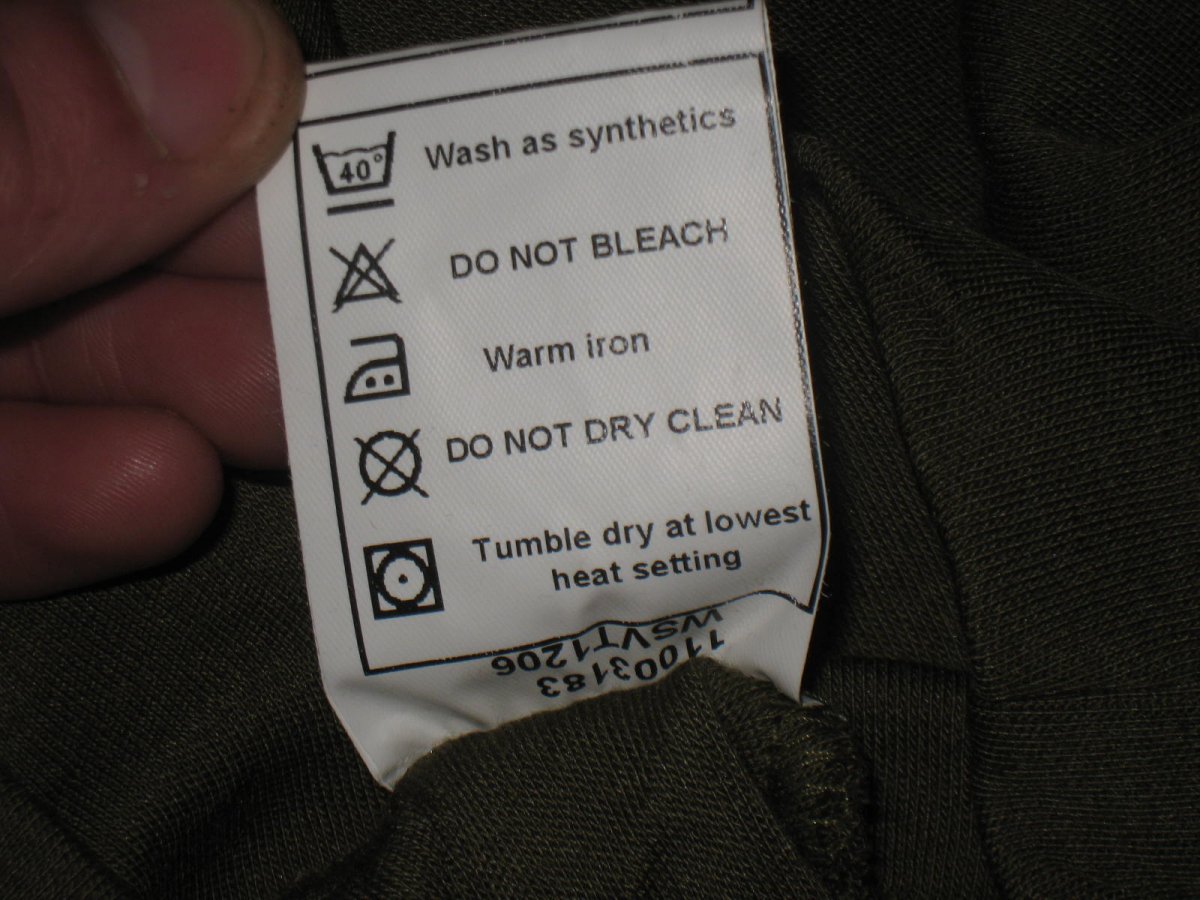 40° Wash as synthetics
DO NOT BLEACH
Warm iron
DO NOT DRY CLEAN
Tumble dry at lowest
heat setting
11003183
WSVT1206